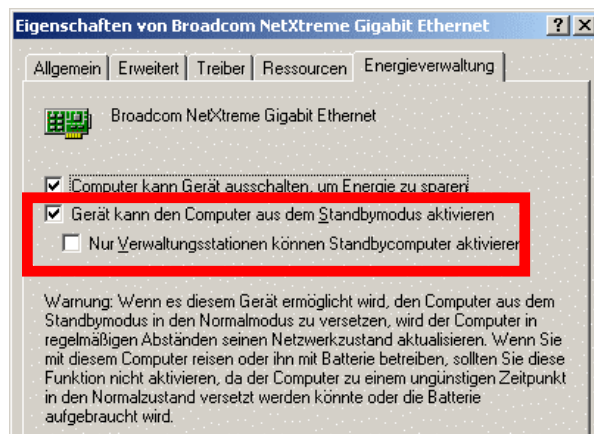 Eigenschaften von Broadcom NetXtreme Gigabit Ethernet
Allgemein Erweitert Treiber Ressourcen Energieverwaltung
Broadcom NetXtreme Gigabit Ethernet
Computer kann Gerät ausschalten, um Energie zu sparen
Gerät kann den Computer aus dem Standbymodus aktivieren
Nur Verwaltungsstationen können Standbycomputer aktivieren
Warnung: Wenn es diesem Gerät ermöglicht wird, den Computer aus dem
Standbymodus in den Normalmodus zu versetzen, wird der Computer in
regelmäßigen Abständen seinen Netzwerkzustand aktualisieren. Wenn Sie
mit diesem Computer reisen oder ihn mit Batterie betreiben, sollten Sie diese
Funktion nicht aktivieren, da der Computer zu einem ungünstigen Zeitpunkt
in den Normalzustand versetzt werden könnte oder die Batterie
aufgebraucht wird.